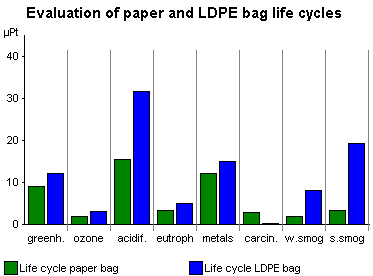 Evaluation of paper and LDPE bag life cycles
µPt
40
30
20
10
0
greenh. ozone acidif. eutroph metals carcin. w.smog s.smog
Life cycle paper bag Life cycle LDPE bag